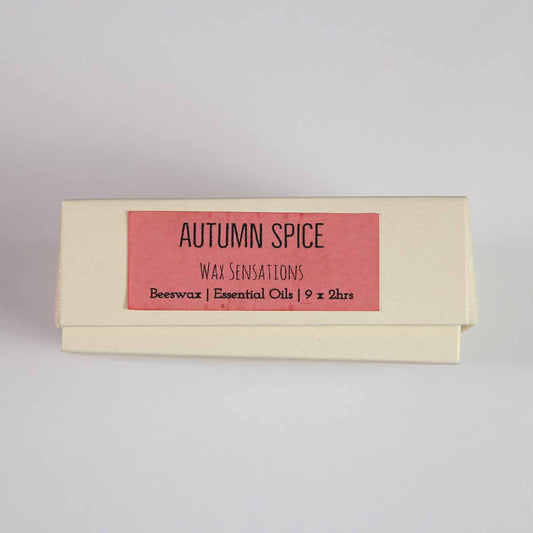 AUTUMN SPICE
WAX SENSATIONS
Beeswax | Essential Oils | 9 x 2hrs